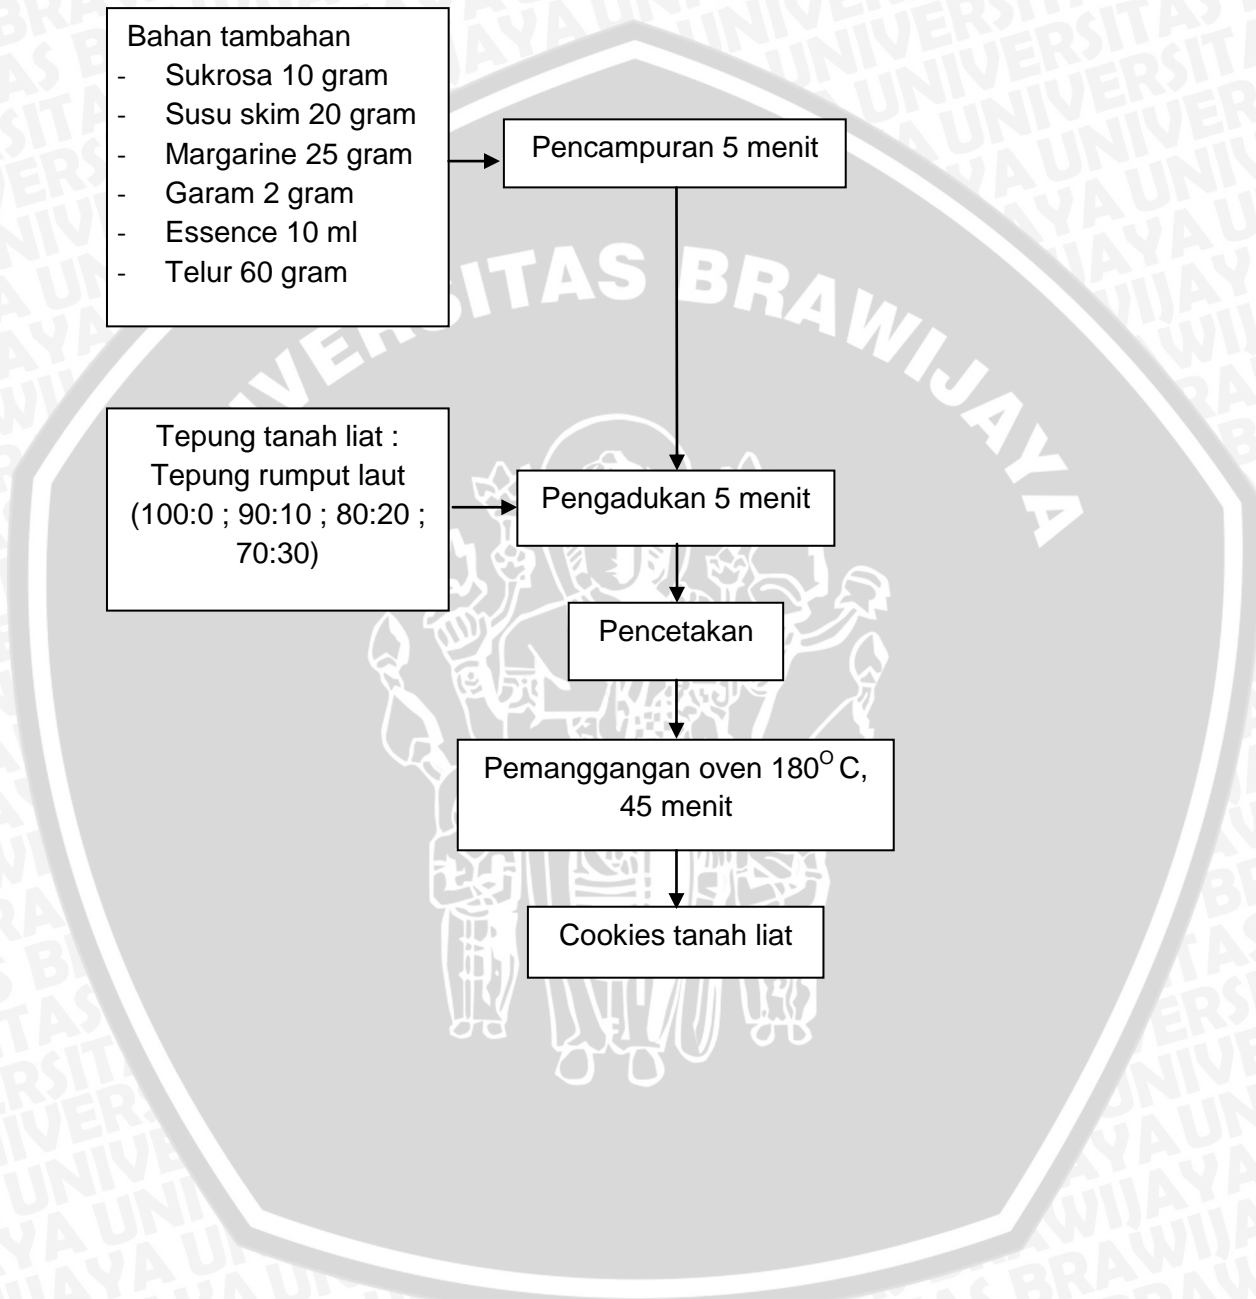 Bahan tambahan
- Sukrosa 10 gram
- Susu skim 20 gram
- Margarine 25 gram
- Garam 2 gram
- Essence 10 ml
- Telur 60 gram
Pencampuran 5 menit
Tepung tanah liat :
Tepung rumput laut
(100:0 ; 90:10 ; 80:20 ;
70:30)
Pengadukan 5 menit
Pencetakan
Pemanggangan oven 180ᴼ C,
45 menit
Cookies tanah liat
VERSITAS BRAWIJAYA